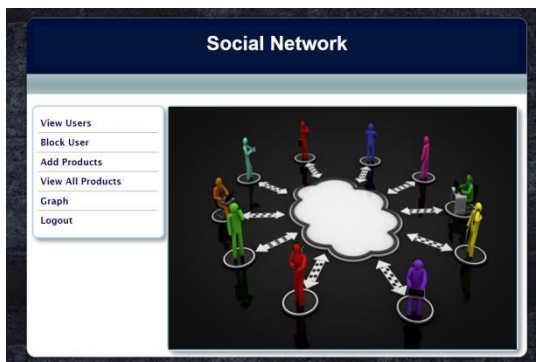 Social Network
View Users
Block User
Add Products
View All Products
Graph
Logout